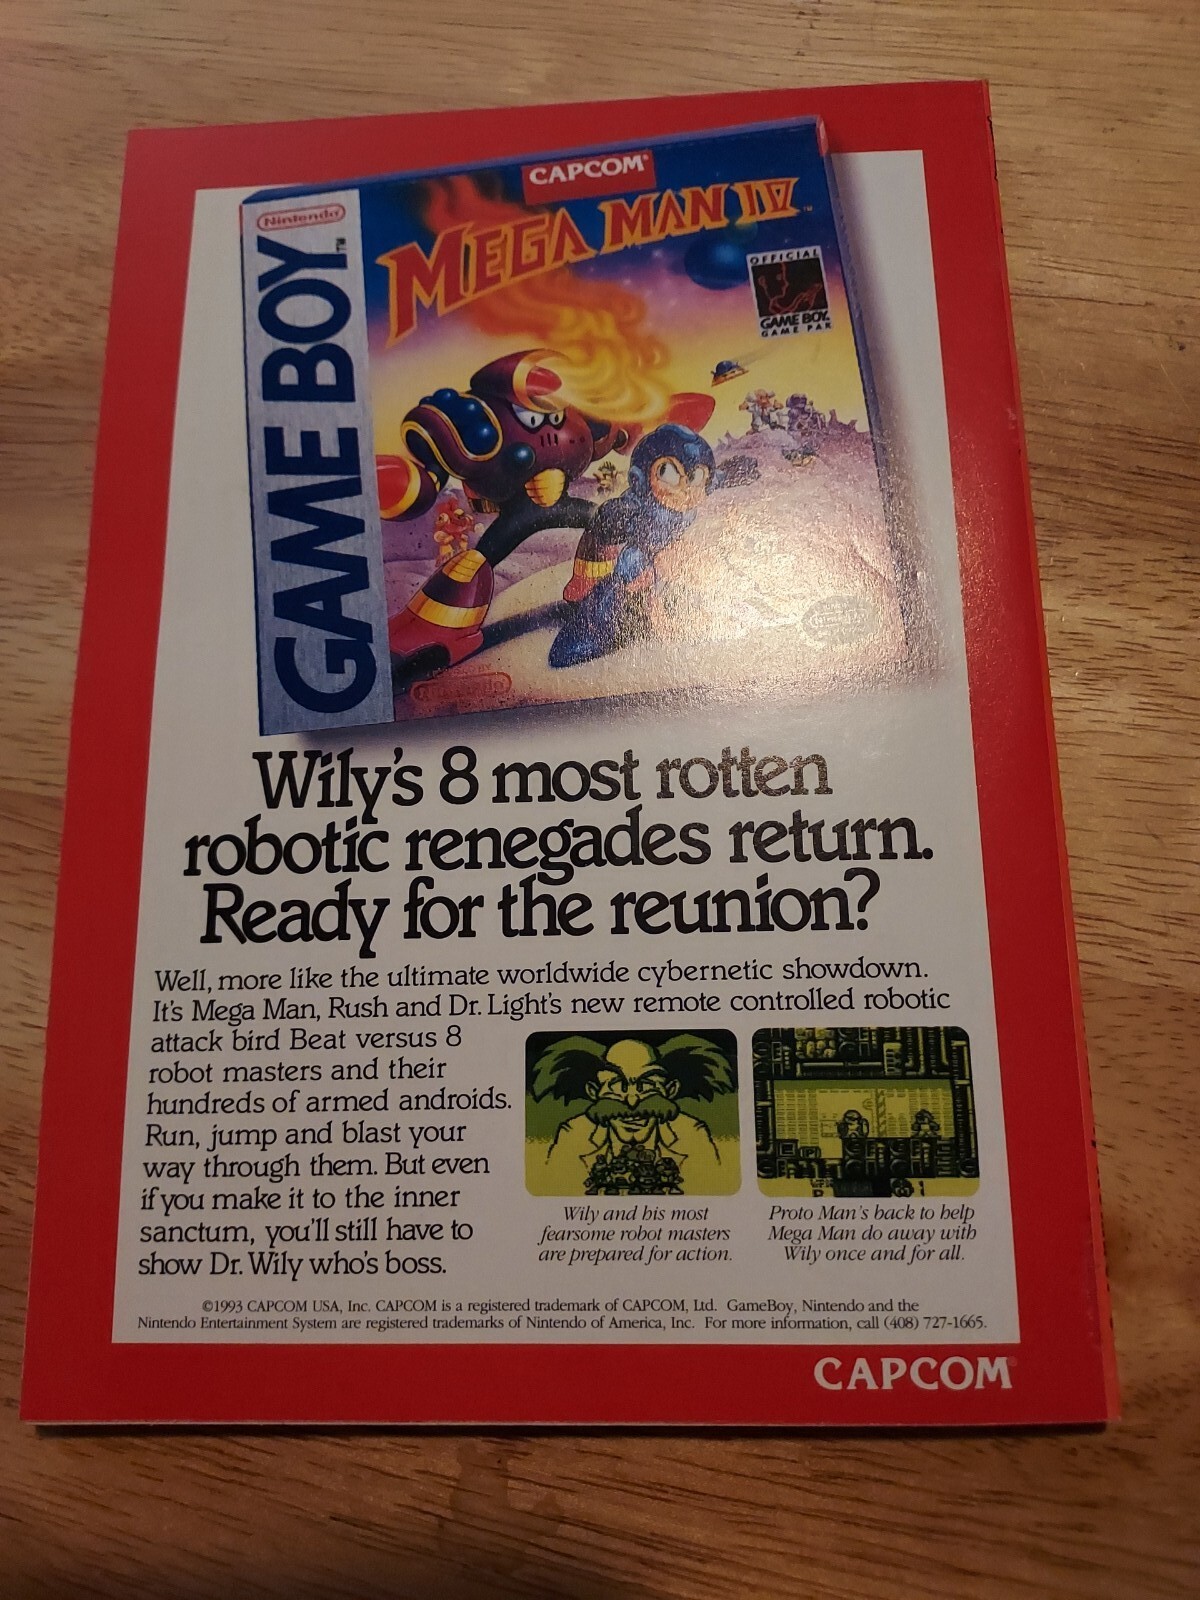 CAPCOM®
MEGA MAN IV™
Nintendo®
GAME BOY™
OFFICIAL
GAME BOY
GAME PAK
Wily's 8 most rotten
robotic renegades return.
Ready for the reunion?
Well, more like the ultimate worldwide cybernetic showdown.
It's Mega Man, Rush and Dr. Light's new remote controlled robotic
attack bird Beat versus 8
robot masters and their
hundreds of armed androids.
Run, jump and blast your
way through them. But even
if you make it to the inner
sanctum, you'll still have to
show Dr. Wily who's boss.
Wily and his most
fearsome robot masters
are prepared for action.
Proto Man's back to help
Mega Man do away with
Wily once and for all.
©1993 CAPCOM USA, Inc. CAPCOM is a registered trademark of CAPCOM, Ltd. GameBoy, Nintendo and the
Nintendo Entertainment System are registered trademarks of Nintendo of America, Inc. For more information, call (408) 727-1665.
CAPCOM®